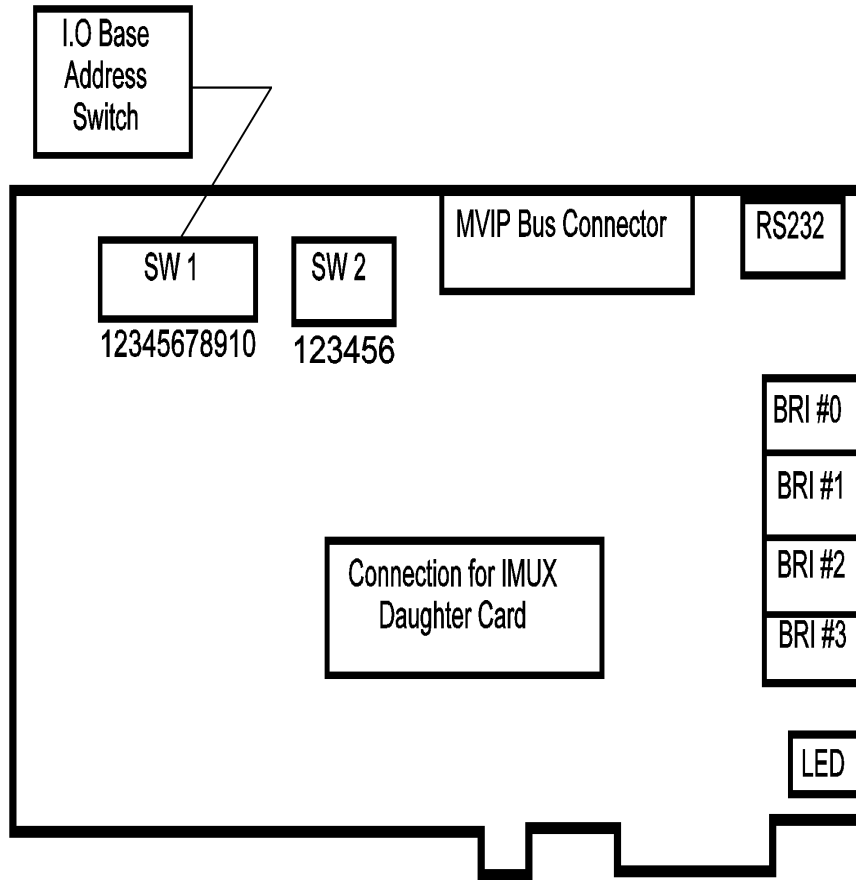 I.O Base
Address
Switch
SW 1
12345678910
SW 2
123456
MVIP Bus Connector
RS232
BRI #0
BRI #1
BRI #2
BRI #3
Connection for IMUX
Daughter Card
LED